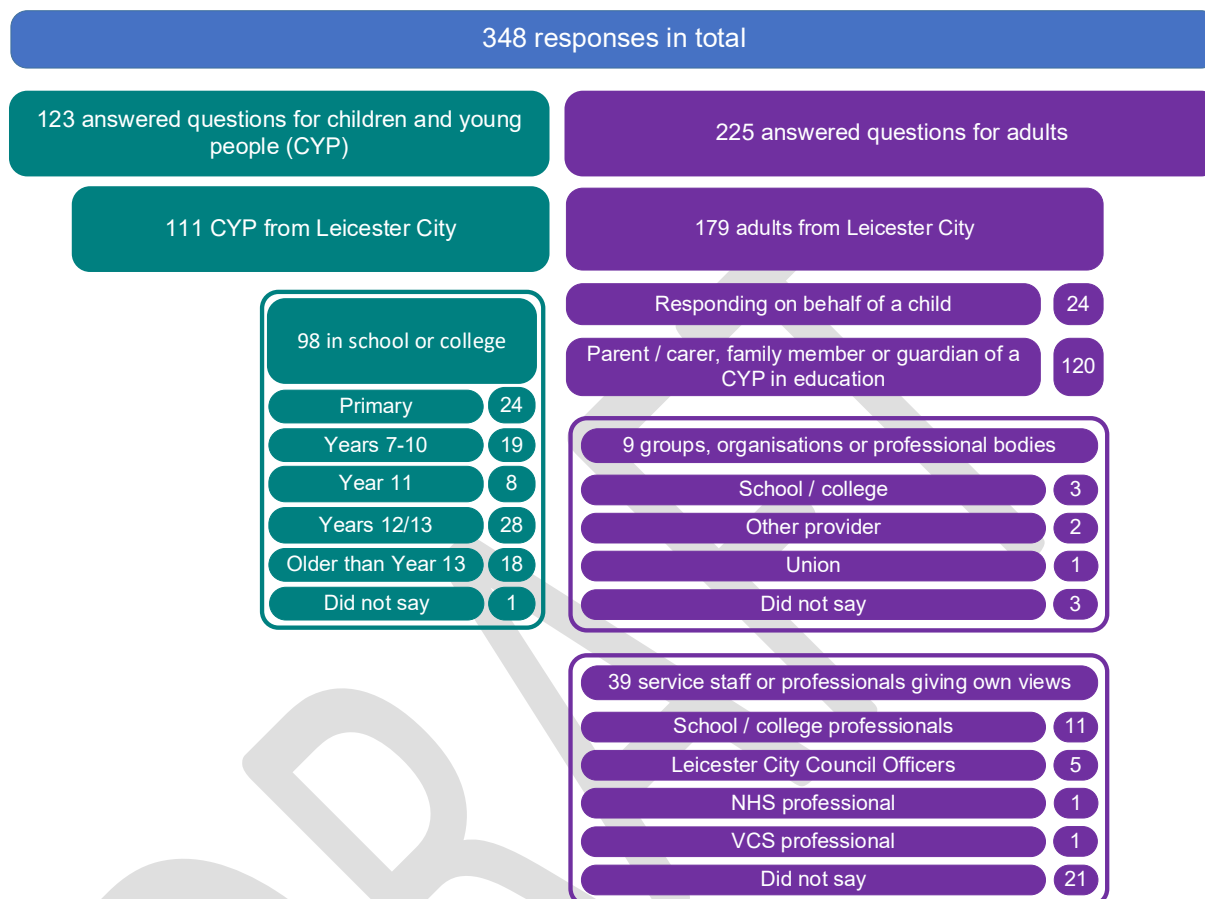 348 responses in total
123 answered questions for children and young
people (CYP)
225 answered questions for adults
111 CYP from Leicester City
179 adults from Leicester City
98 in school or college
Primary 24
Years 7-10 19
Year 11 8
Years 12/13 28
Older than Year 13 18
Did not say 1
Responding on behalf of a child 24
Parent / carer, family member or guardian of a
CYP in education 120
9 groups, organisations or professional bodies
School / college 3
Other provider 2
Union 1
Did not say 3
39 service staff or professionals giving own views
School / college professionals 11
Leicester City Council Officers 5
NHS professional 1
VCS professional 1
Did not say 21
DRAFT